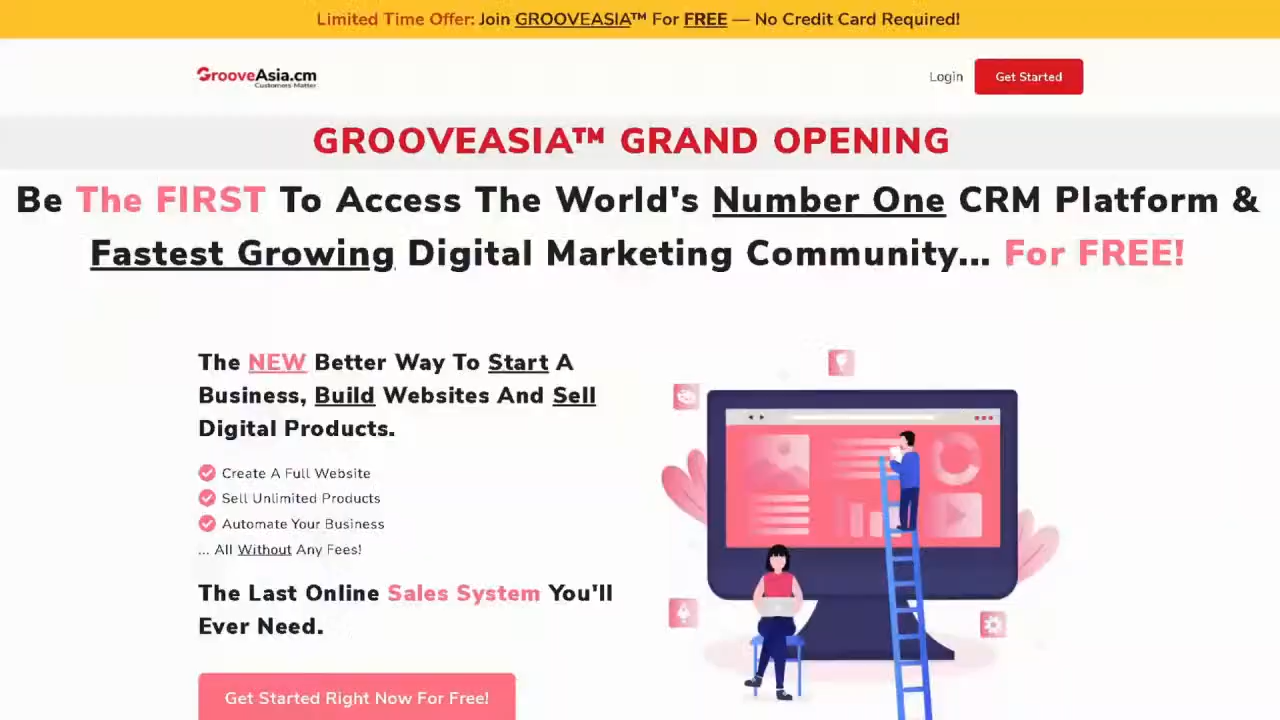 Limited Time Offer: Join GROOVEASIA™ For FREE — No Credit Card Required!
GrooveAsia.cm
Customers Matter
Login
Get Started
GROOVEASIA™ GRAND OPENING
Be The FIRST To Access The World's Number One CRM Platform &
Fastest Growing Digital Marketing Community... For FREE!
The NEW Better Way To Start A
Business, Build Websites And Sell
Digital Products.
Create A Full Website
Sell Unlimited Products
Automate Your Business
... All Without Any Fees!
The Last Online Sales System You'll
Ever Need.
Get Started Right Now For Free!